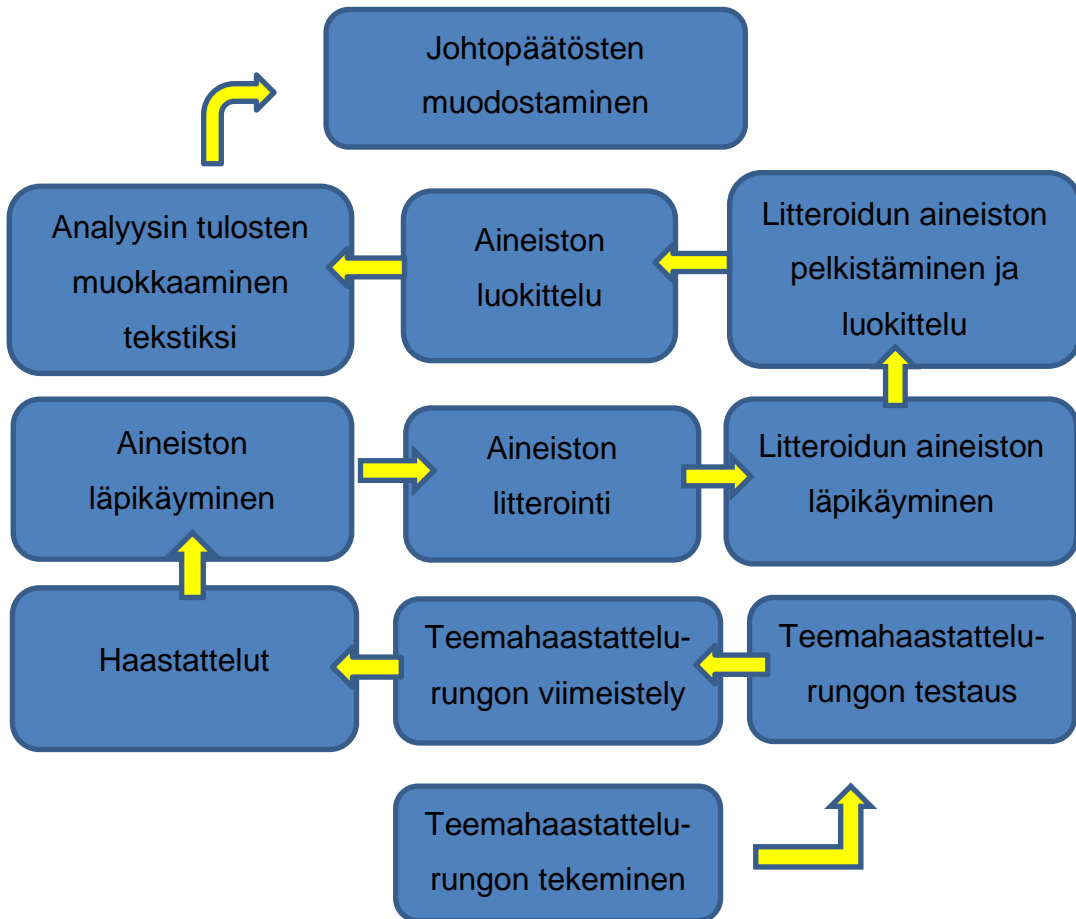 Johtopäätösten
muodostaminen
Analyysin tulosten
muokkaaminen
tekstiksi
Aineiston
luokittelu
Litteroidun aineiston
pelkistäminen ja
luokittelu
Aineiston
läpikäyminen
Aineiston
litterointi
Litteroidun aineiston
läpikäyminen
Haastattelut
Teemahaastattelu-
rungon viimeistely
Teemahaastattelu-
rungon testaus
Teemahaastattelu-
rungon tekeminen